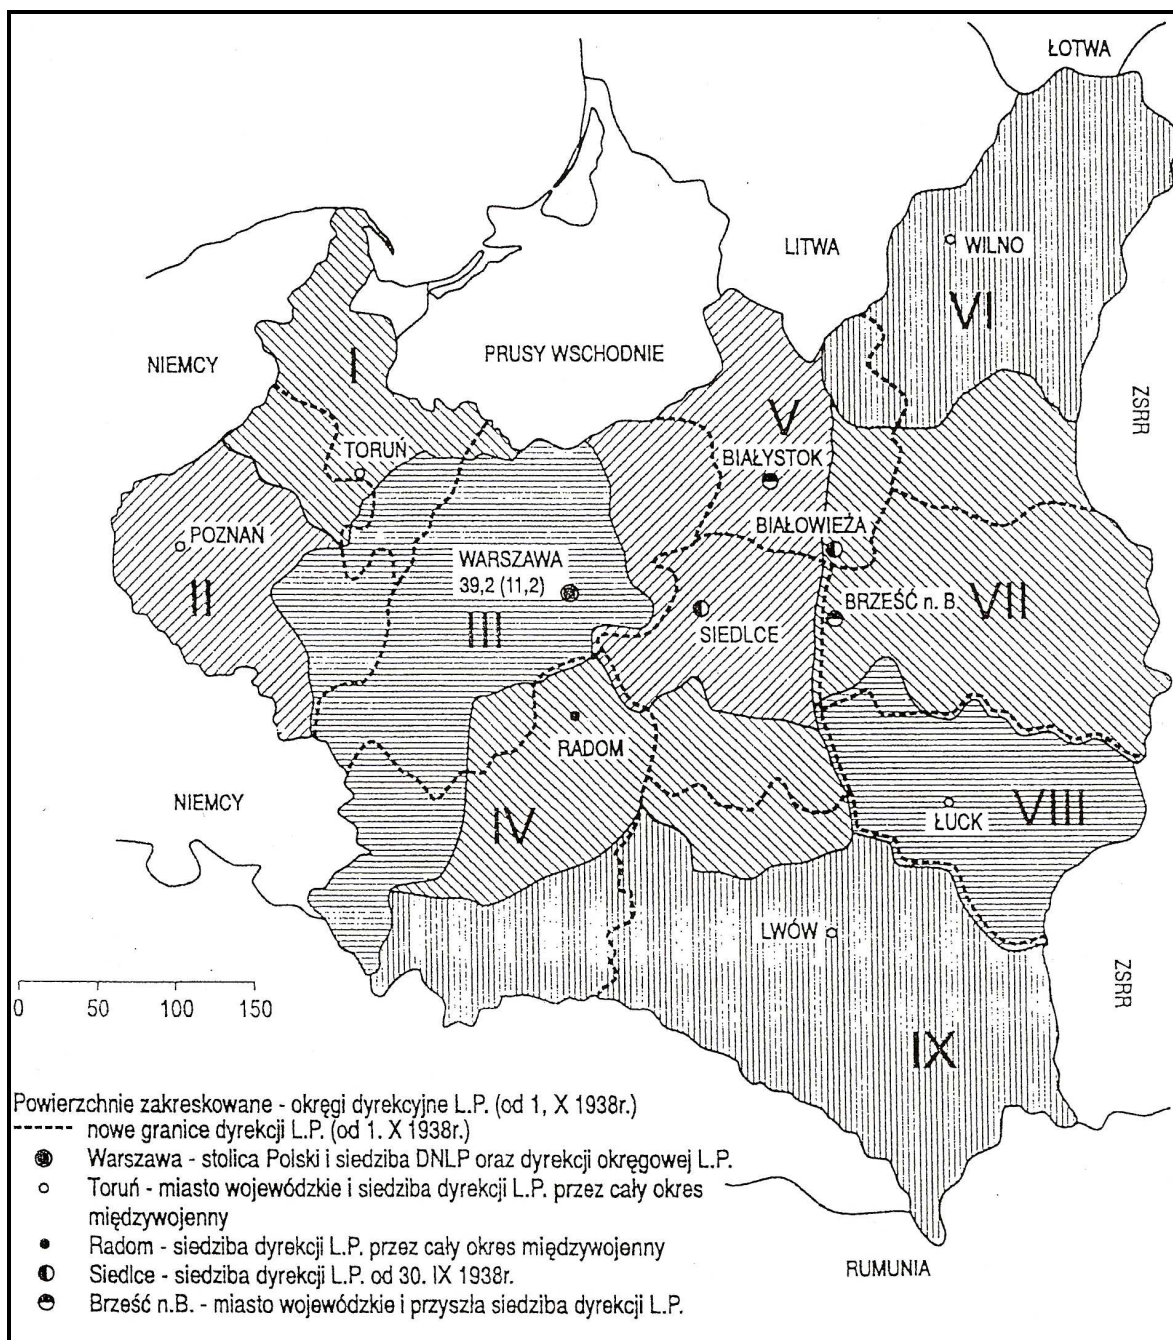 ŁOTWA
WILNO
LITWA
VI
NIEMCY
I
PRUSY WSCHODNIE
ZSRR
V
TORUŃ
BIAŁYSTOK
POZNAŃ
BIAŁOWIEŻA
WARSZAWA
39,2 (11,2)
II
III
SIEDLCE
BRZEŚĆ n. B.
VII
RADOM
NIEMCY
IV
ŁUCK
VIII
LWÓW
ZSRR
0 50 100 150
IX
Powierzchnie zakreskowane - okręgi dyrekcyjne L.P. (od 1, X 1938r.)
nowe granice dyrekcji L.P. (od 1. X 1938r.)
Warszawa - stolica Polski i siedziba DNLP oraz dyrekcji okręgowej L.P.
Toruń - miasto wojewódzkie i siedziba dyrekcji L.P. przez cały okres
międzywojenny
Radom - siedziba dyrekcji L.P. przez cały okres międzywojenny
Siedlce - siedziba dyrekcji L.P. od 30. IX 1938r.
Brześć n.B. - miasto wojewódzkie i przyszła siedziba dyrekcji L.P.
RUMUNIA